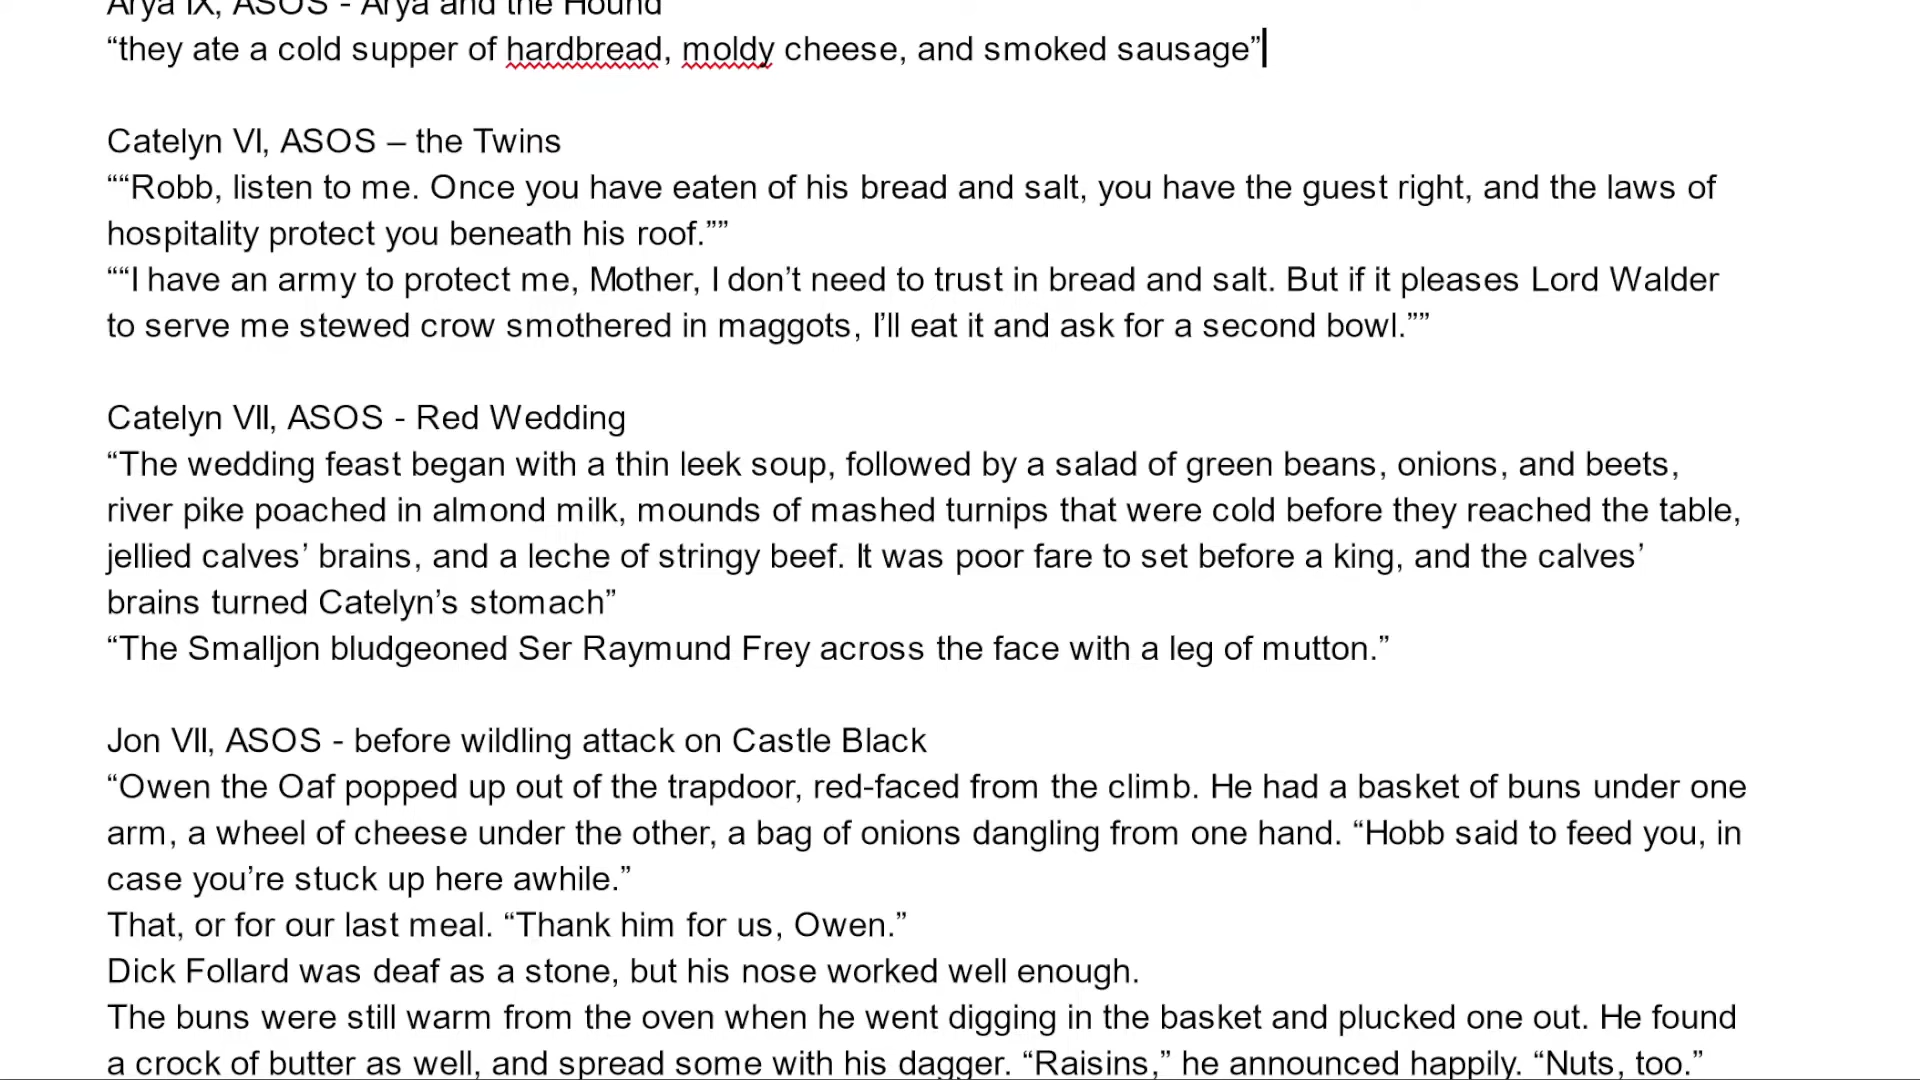 Arya IX, ASOS - Arya and the Hound
“they ate a cold supper of hardbread, moldy cheese, and smoked sausage”
Catelyn VI, ASOS – the Twins
““Robb, listen to me. Once you have eaten of his bread and salt, you have the guest right, and the laws of
hospitality protect you beneath his roof.””
““I have an army to protect me, Mother, I don’t need to trust in bread and salt. But if it pleases Lord Walder
to serve me stewed crow smothered in maggots, I’ll eat it and ask for a second bowl.””
Catelyn VII, ASOS - Red Wedding
“The wedding feast began with a thin leek soup, followed by a salad of green beans, onions, and beets,
river pike poached in almond milk, mounds of mashed turnips that were cold before they reached the table,
jellied calves’ brains, and a leche of stringy beef. It was poor fare to set before a king, and the calves’
brains turned Catelyn’s stomach”
“The Smalljon bludgeoned Ser Raymund Frey across the face with a leg of mutton.”
Jon VII, ASOS - before wildling attack on Castle Black
“Owen the Oaf popped up out of the trapdoor, red-faced from the climb. He had a basket of buns under one
arm, a wheel of cheese under the other, a bag of onions dangling from one hand. “Hobb said to feed you, in
case you’re stuck up here awhile.”
That, or for our last meal. “Thank him for us, Owen.”
Dick Follard was deaf as a stone, but his nose worked well enough.
The buns were still warm from the oven when he went digging in the basket and plucked one out. He found
a crock of butter as well, and spread some with his dagger. “Raisins,” he announced happily. “Nuts, too.”